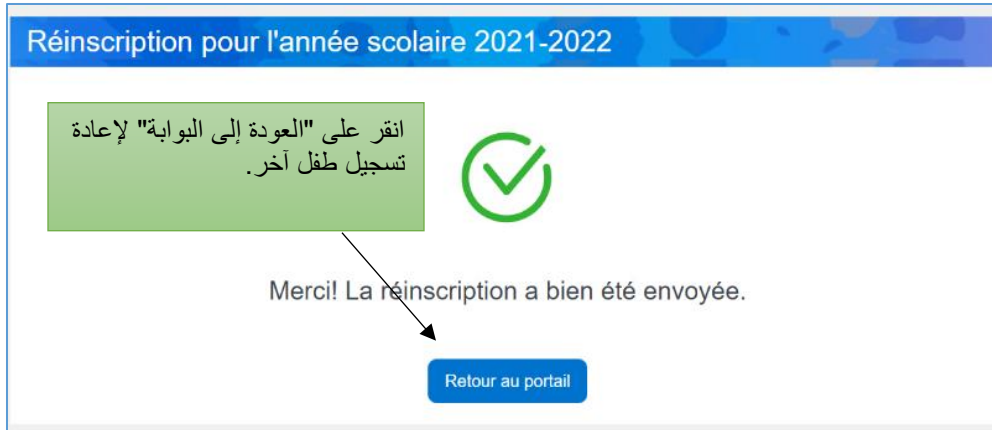 Réinscription pour l'année scolaire 2021-2022
انقر على "العودة إلى البوابة" لإعادة
تسجيل طفل آخر.
Merci! La réinscription a bien été envoyée.
Retour au portail